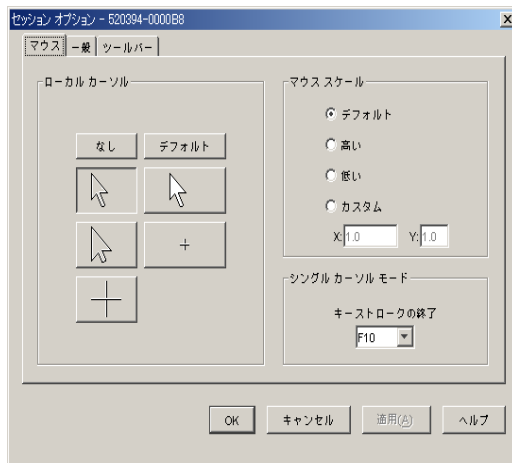 セッション オプション - 520394-0000B8
マウス 一般 ツールバー
ローカル カーソル
なし デフォルト
マウス スケール
デフォルト
高い
低い
カスタム
X: 1.0 Y: 1.0
シングル カーソル モード
キーストロークの終了
F10
OK キャンセル 適用(A) ヘルプ